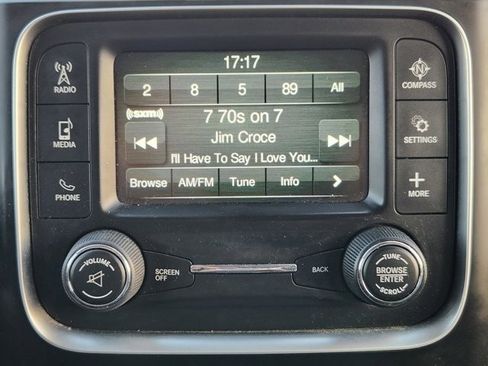 17:17
2 8 5 89 All
RADIO
COMPASS
((sxm))
7 70s on 7
Jim Croce
I'll Have To Say I Love You...
MEDIA
SETTINGS
Browse AM/FM Tune Info
PHONE
MORE
VOLUME
SCREEN OFF
BACK
TUNE
BROWSE
ENTER
SCROLL
N